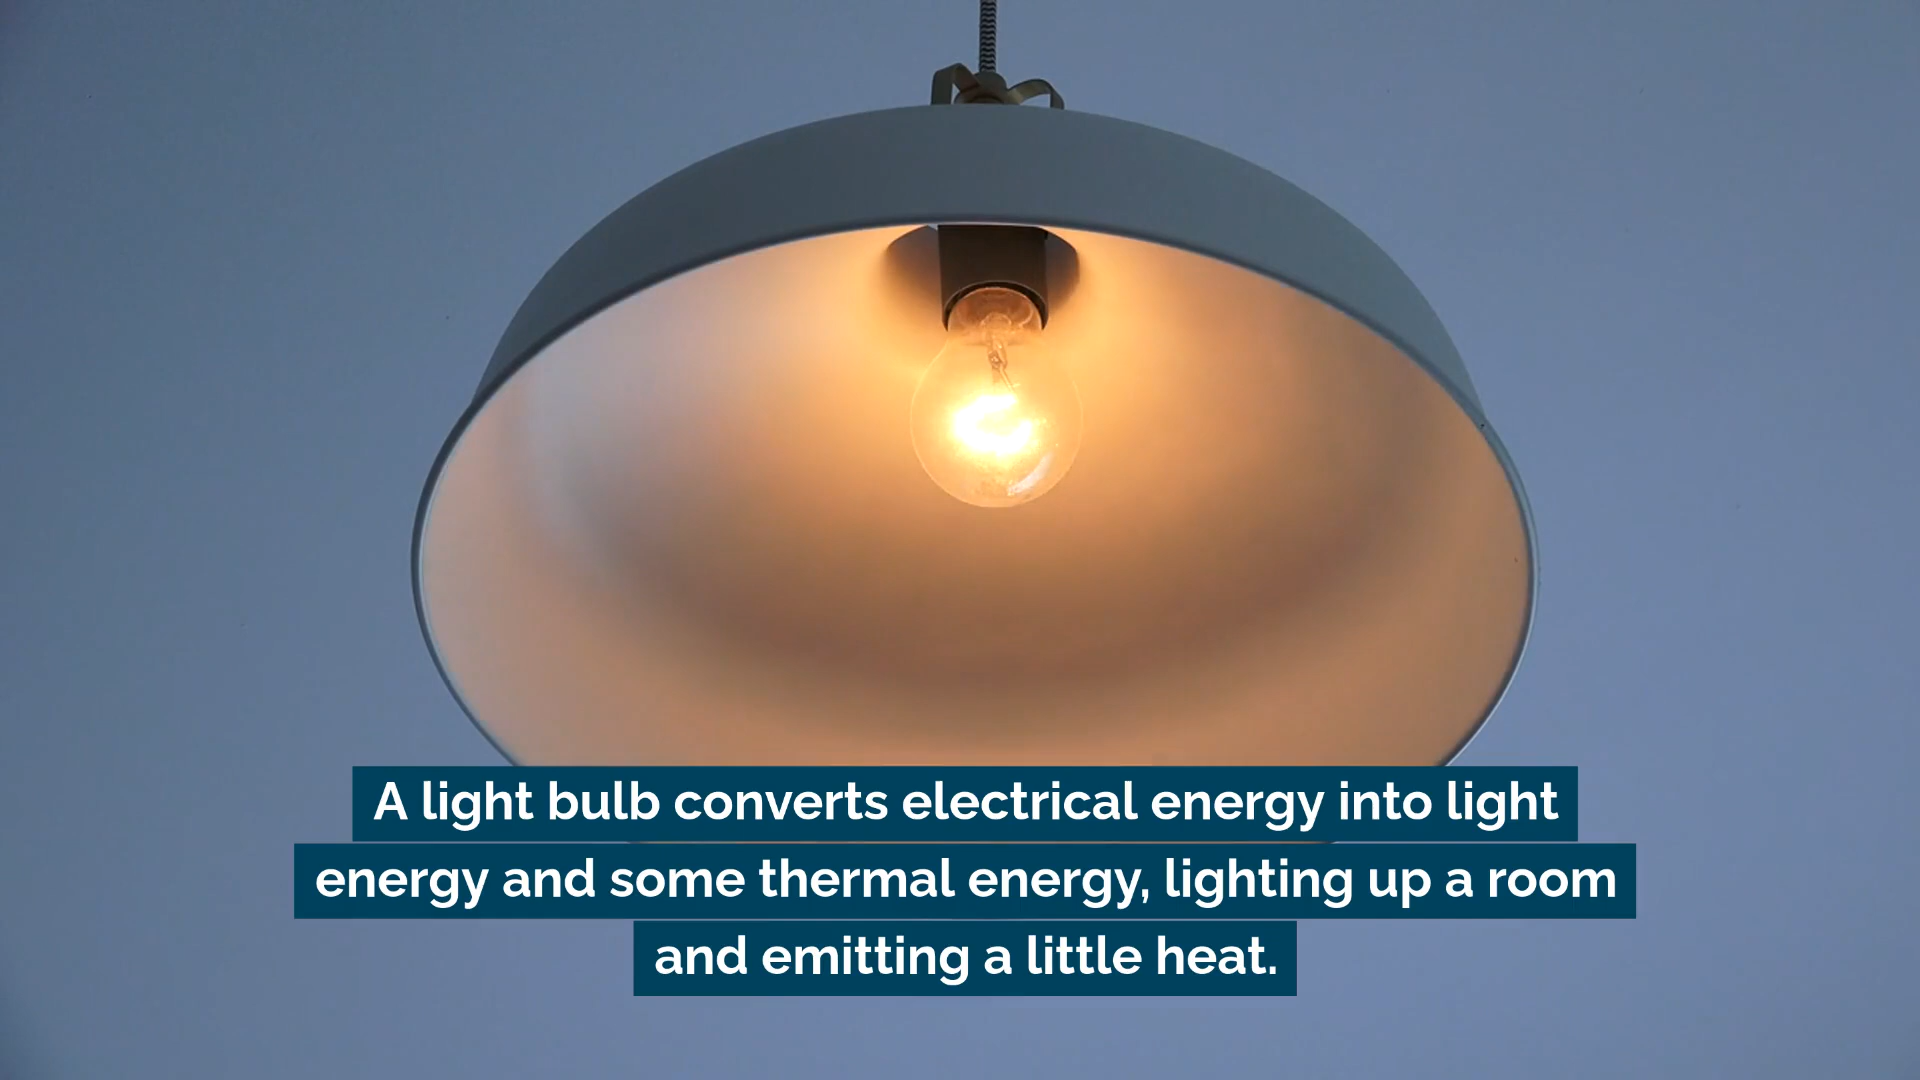 A light bulb converts electrical energy into light
energy and some thermal energy, lighting up a room
and emitting a little heat.